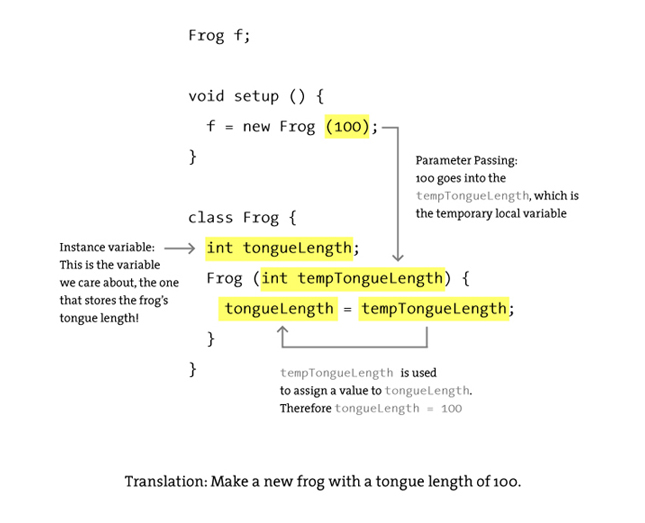 Frog f;
void setup () {
f = new Frog (100);
}
Parameter Passing:
100 goes into the
tempTongueLength, which is
the temporary local variable
class Frog {
Instance variable:
This is the variable
we care about, the one
that stores the frog's
tongue length!
int tongueLength;
Frog (int tempTongueLength) {
tongueLength = tempTongueLength;
}
}
tempTongueLength is used
to assign a value to tongueLength.
Therefore tongueLength = 100
Translation: Make a new frog with a tongue length of 100.